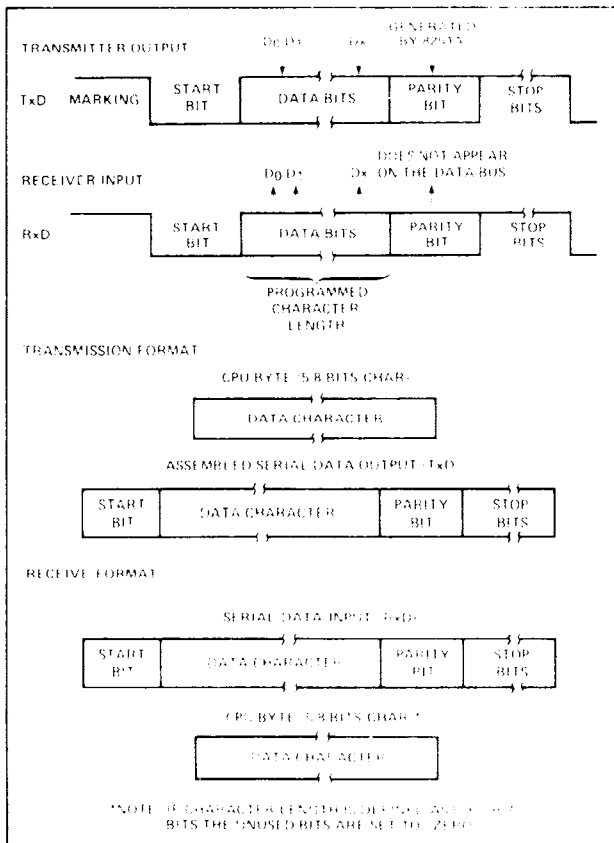 TRANSMITTER OUTPUT
D0 D1 Dx GENERATED BY 8251A
TxD MARKING START BIT DATA BITS PARITY BIT STOP BITS
RECEIVER INPUT
D0 D1 Dx DOES NOT APPEAR ON THE DATA BUS
RxD START BIT DATA BITS PARITY BIT STOP BITS
PROGRAMMED
CHARACTER
LENGTH
TRANSMISSION FORMAT
CPU BYTE (5-8 BITS/CHAR)
DATA CHARACTER
ASSEMBLED SERIAL DATA OUTPUT (TxD)
START BIT DATA CHARACTER PARITY BIT STOP BITS
RECEIVE FORMAT
SERIAL DATA INPUT (RxD)
START BIT DATA CHARACTER PARITY BIT STOP BITS
CPU BYTE (5-8 BITS/CHAR)*
DATA CHARACTER
*NOTE: IF CHARACTER LENGTH IS DEFINED AS
BITS THE UNUSED BITS ARE SET TO "ZERO"